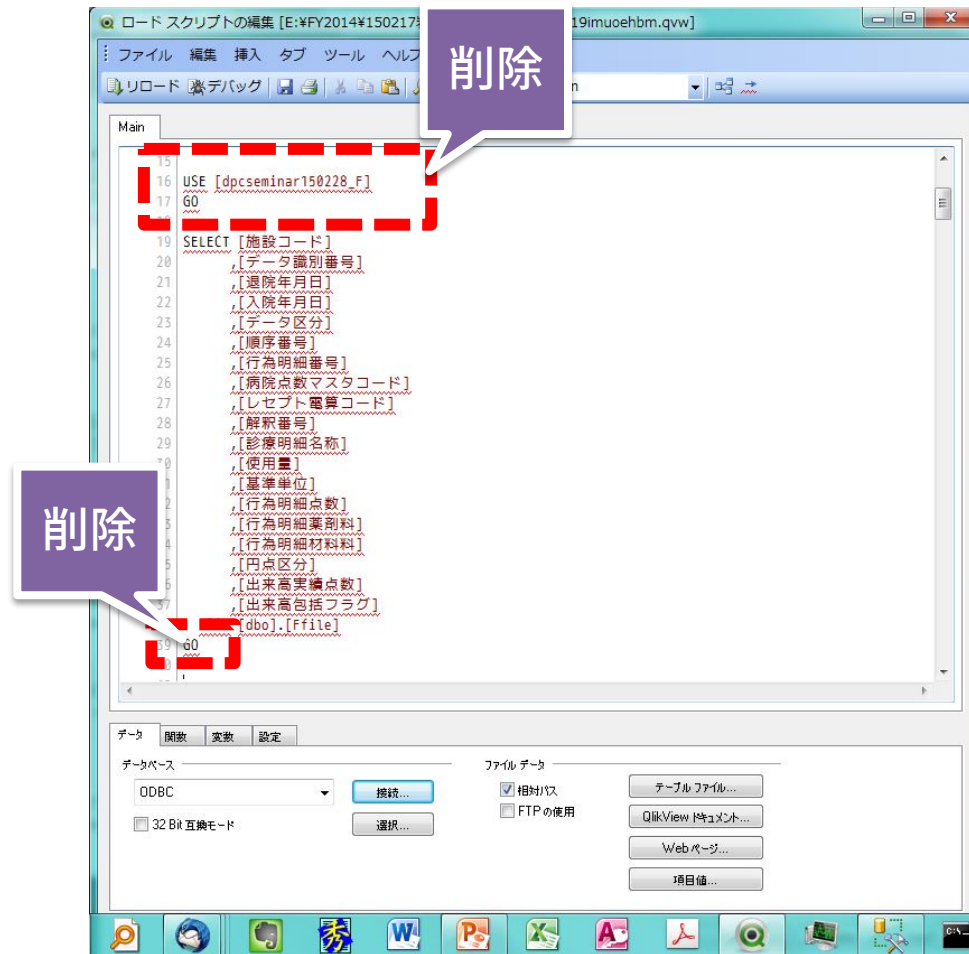 ロード スクリプトの編集 [E:¥FY2014¥150217 19imuoehbm.qvw]
ファイル 編集 挿入 タブ ツール ヘルプ
リロード デバッグ
削除
Main
15
16 USE [dpcseminar150228_F]
17 GO
19 SELECT [施設コード]
20 ,[データ識別番号]
21 ,[退院年月日]
22 ,[入院年月日]
23 ,[データ区分]
24 ,[順序番号]
25 ,[行為明細番号]
26 ,[病院点数マスタコード]
27 ,[レセプト電算コード]
28 ,[解釈番号]
29 ,[診療明細名称]
,[使用量]
,[基準単位]
,[行為明細点数]
,[行為明細薬剤料]
,[行為明細材料料]
,[円点区分]
,[出来高実績点数]
37 ,[出来高包括フラグ]
[dbo].[Ffile]
39 GO
削除
データ 関数 変数 設定
データベース
ODBC
接続...
32 Bit 互換モード
選択...
ファイル データ
相対パス
FTP の使用
テーブル ファイル...
QlikView ドキュメント...
Web ページ...
項目値...